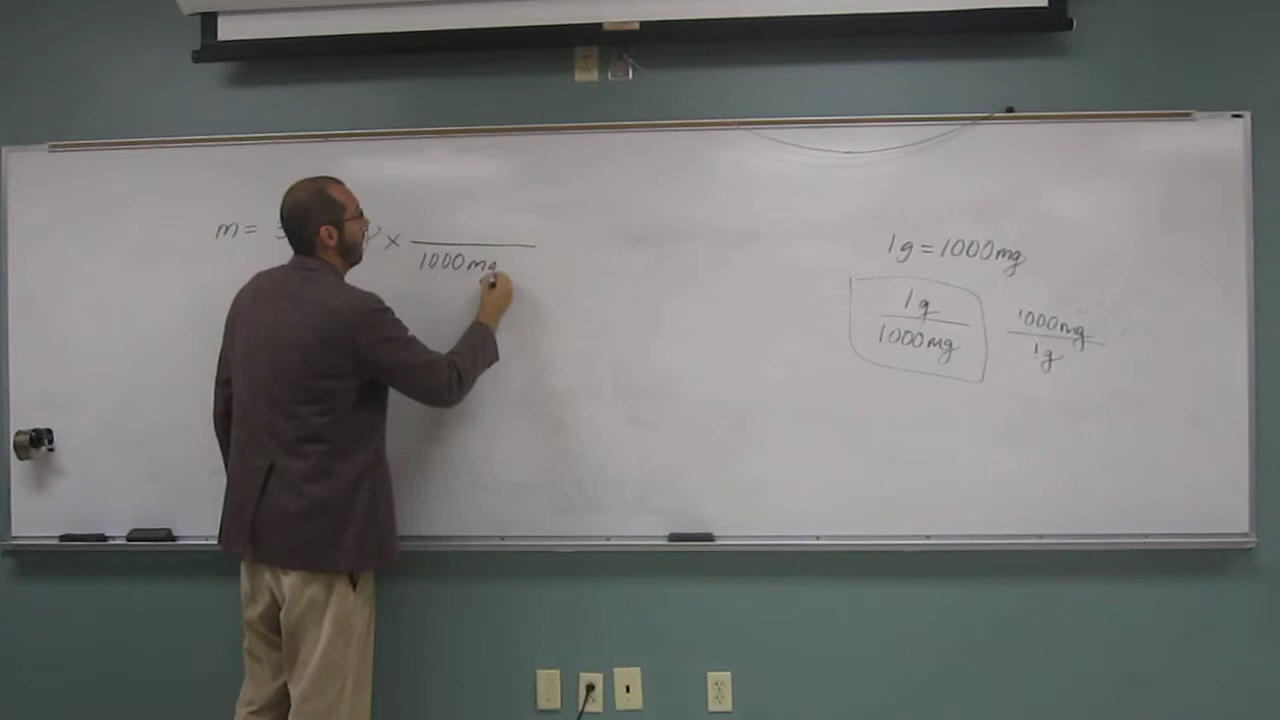 m = 3
×
1000mg
1g = 1000mg
1g
1000mg
1000mg
1g